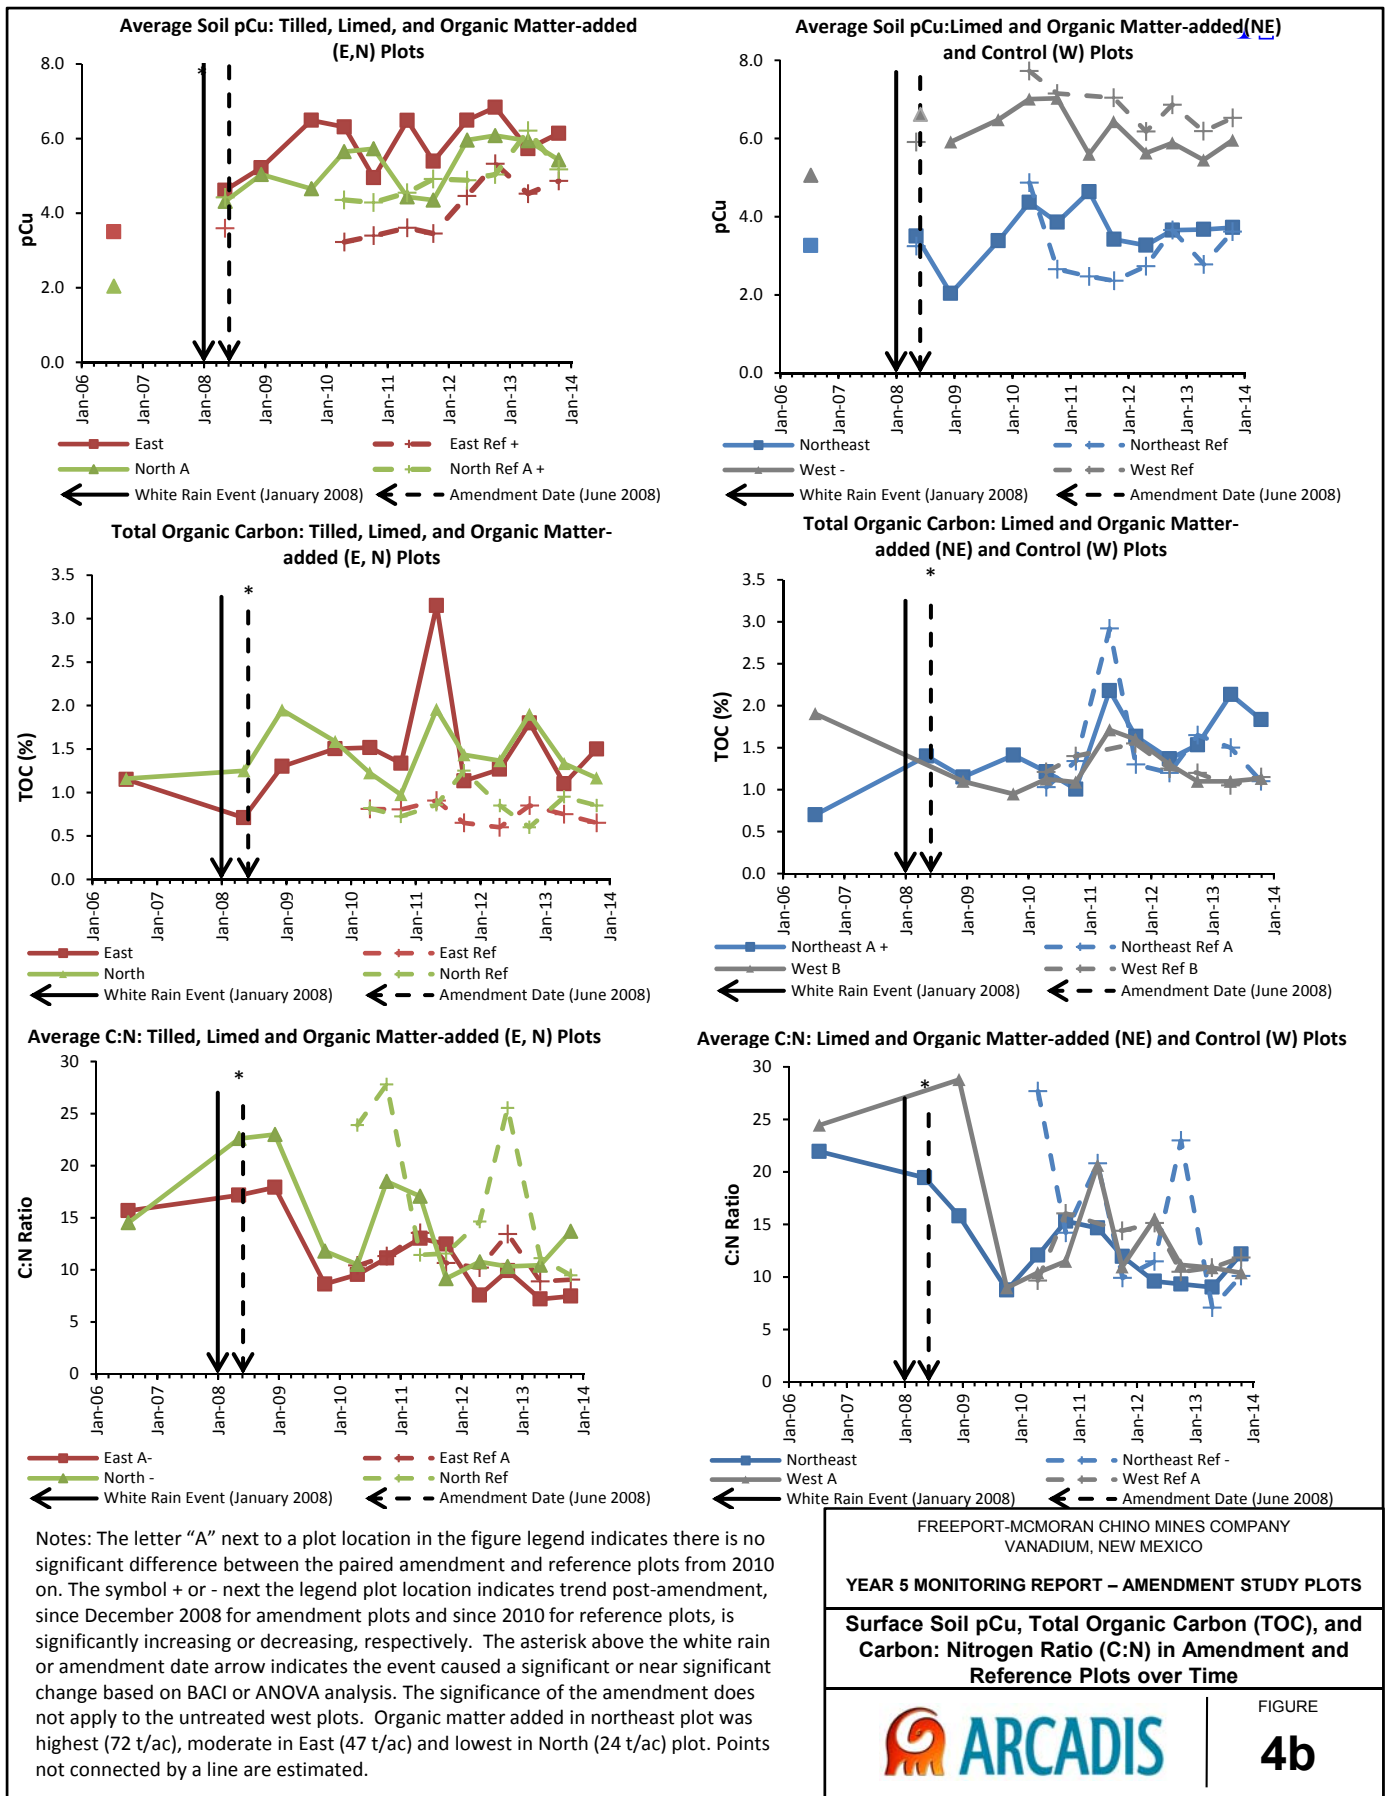 Average Soil pCu: Tilled, Limed, and Organic Matter-added
(E,N) Plots
8.0
6.0
4.0
2.0
0.0
pCu
*
Jan-06
Jan-07
Jan-08
Jan-09
Jan-10
Jan-11
Jan-12
Jan-13
Jan-14
East
East Ref +
North A
North Ref A +
White Rain Event (January 2008)
Amendment Date (June 2008)
Average Soil pCu:Limed and Organic Matter-added(NE)
and Control (W) Plots
8.0
6.0
4.0
2.0
0.0
pCu
Jan-06
Jan-07
Jan-08
Jan-09
Jan-10
Jan-11
Jan-12
Jan-13
Jan-14
Northeast
Northeast Ref
West -
West Ref
White Rain Event (January 2008)
Amendment Date (June 2008)
Total Organic Carbon: Tilled, Limed, and Organic Matter-
added (E, N) Plots
3.5
3.0
2.5
2.0
1.5
1.0
0.5
0.0
TOC (%)
*
Jan-06
Jan-07
Jan-08
Jan-09
Jan-10
Jan-11
Jan-12
Jan-13
Jan-14
East
East Ref
North
North Ref
White Rain Event (January 2008)
Amendment Date (June 2008)
Total Organic Carbon: Limed and Organic Matter-
added (NE) and Control (W) Plots
3.5
3.0
2.5
2.0
1.5
1.0
0.5
0.0
TOC (%)
*
Jan-06
Jan-07
Jan-08
Jan-09
Jan-10
Jan-11
Jan-12
Jan-13
Jan-14
Northeast A +
Northeast Ref A
West B
West Ref B
White Rain Event (January 2008)
Amendment Date (June 2008)
Average C:N: Tilled, Limed and Organic Matter-added (E, N) Plots
30
25
20
15
10
5
0
C:N Ratio
*
Jan-06
Jan-07
Jan-08
Jan-09
Jan-10
Jan-11
Jan-12
Jan-13
Jan-14
East A-
East Ref A
North -
North Ref
White Rain Event (January 2008)
Amendment Date (June 2008)
Average C:N: Limed and Organic Matter-added (NE) and Control (W) Plots
30
25
20
15
10
5
0
C:N Ratio
*
Jan-06
Jan-07
Jan-08
Jan-09
Jan-10
Jan-11
Jan-12
Jan-13
Jan-14
Northeast
Northeast Ref -
West A
West Ref A
White Rain Event (January 2008)
Amendment Date (June 2008)
Notes: The letter “A” next to a plot location in the figure legend indicates there is no
significant difference between the paired amendment and reference plots from 2010
on. The symbol + or - next the legend plot location indicates trend post-amendment,
since December 2008 for amendment plots and since 2010 for reference plots, is
significantly increasing or decreasing, respectively. The asterisk above the white rain
or amendment date arrow indicates the event caused a significant or near significant
change based on BACI or ANOVA analysis. The significance of the amendment does
not apply to the untreated west plots. Organic matter added in northeast plot was
highest (72 t/ac), moderate in East (47 t/ac) and lowest in North (24 t/ac) plot. Points
not connected by a line are estimated.
FREEPORT-MCMORAN CHINO MINES COMPANY
VANADIUM, NEW MEXICO
YEAR 5 MONITORING REPORT – AMENDMENT STUDY PLOTS
Surface Soil pCu, Total Organic Carbon (TOC), and
Carbon: Nitrogen Ratio (C:N) in Amendment and
Reference Plots over Time
ARCADIS
FIGURE
4b